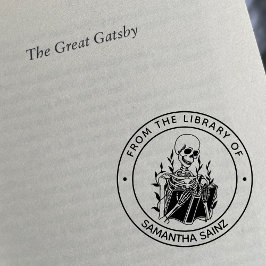 The Great Gatsby
FROM THE LIBRARY OF
SAMANTHA SAINZ